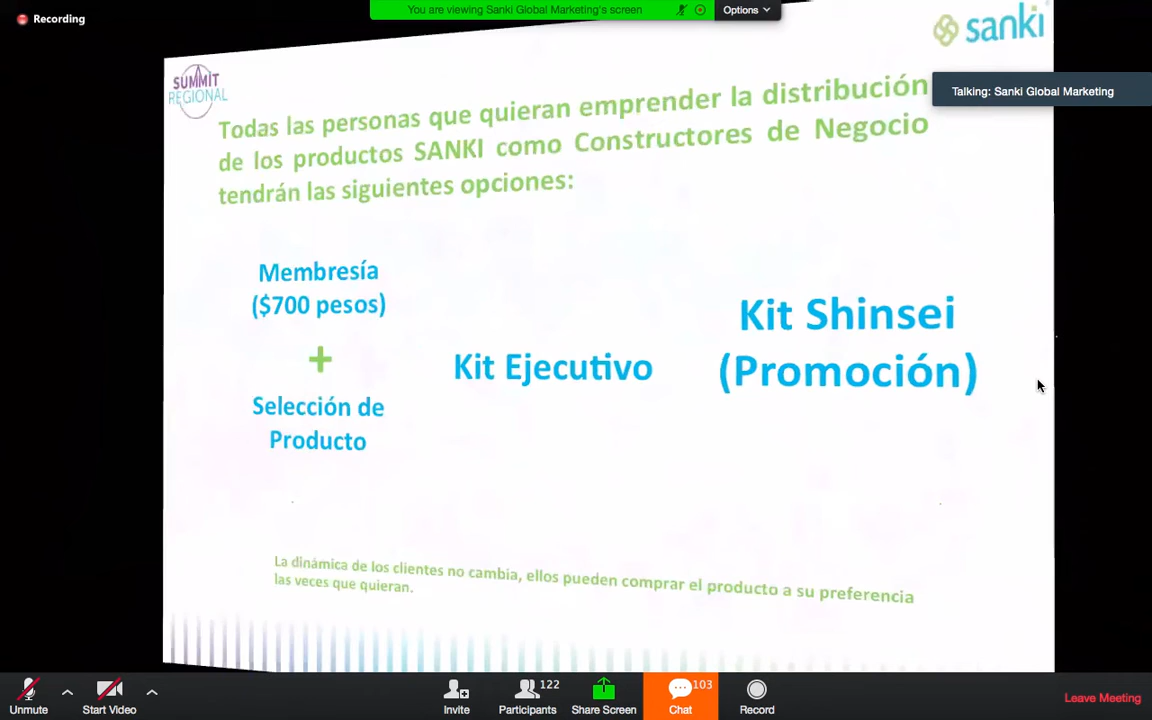 Recording
You are viewing Sanki Global Marketing's screen
Options
sanki
Talking: Sanki Global Marketing
SUMMIT
REGIONAL
Todas las personas que quieran emprender la distribución
de los productos SANKI como Constructores de Negocio
tendrán las siguientes opciones:
Membresía
($700 pesos)
+
Selección de
Producto
Kit Ejecutivo
Kit Shinsei
(Promoción)
La dinámica de los clientes no cambia, ellos pueden comprar el producto a su preferencia
las veces que quieran.
Unmute
Start Video
Invite
122
Participants
Share Screen
103
Chat
Record
Leave Meeting